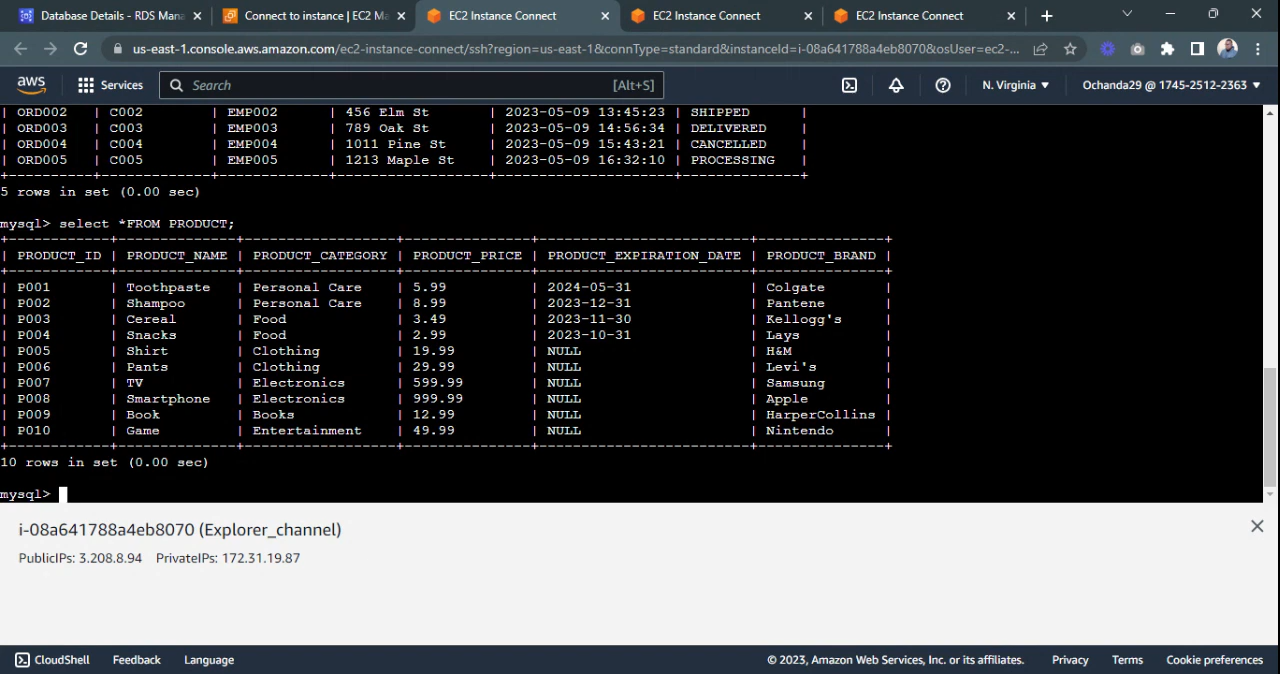 Database Details - RDS Mana
Connect to instance | EC2 Ma
EC2 Instance Connect
EC2 Instance Connect
EC2 Instance Connect
us-east-1.console.aws.amazon.com/ec2-instance-connect/ssh?region=us-east-1&connType=standard&instanceId=i-08a641788a4eb8070&osUser=ec2-...
aws
Services
Search
[Alt+S]
N. Virginia
Ochanda29 @ 1745-2512-2363
| ORD002 | C002 | EMP002 | 456 Elm St | 2023-05-09 13:45:23 | SHIPPED |
| ORD003 | C003 | EMP003 | 789 Oak St | 2023-05-09 14:56:34 | DELIVERED |
| ORD004 | C004 | EMP004 | 1011 Pine St | 2023-05-09 15:43:21 | CANCELLED |
| ORD005 | C005 | EMP005 | 1213 Maple St | 2023-05-09 16:32:10 | PROCESSING |
5 rows in set (0.00 sec)
mysql> select *FROM PRODUCT;
| PRODUCT_ID | PRODUCT_NAME | PRODUCT_CATEGORY | PRODUCT_PRICE | PRODUCT_EXPIRATION_DATE | PRODUCT_BRAND |
| P001 | Toothpaste | Personal Care | 5.99 | 2024-05-31 | Colgate |
| P002 | Shampoo | Personal Care | 8.99 | 2023-12-31 | Pantene |
| P003 | Cereal | Food | 3.49 | 2023-11-30 | Kellogg's |
| P004 | Snacks | Food | 2.99 | 2023-10-31 | Lays |
| P005 | Shirt | Clothing | 19.99 | NULL | H&M |
| P006 | Pants | Clothing | 29.99 | NULL | Levi's |
| P007 | TV | Electronics | 599.99 | NULL | Samsung |
| P008 | Smartphone | Electronics | 999.99 | NULL | Apple |
| P009 | Book | Books | 12.99 | NULL | HarperCollins |
| P010 | Game | Entertainment | 49.99 | NULL | Nintendo |
10 rows in set (0.00 sec)
mysql>
i-08a641788a4eb8070 (Explorer_channel)
PublicIPs: 3.208.8.94 PrivateIPs: 172.31.19.87
CloudShell
Feedback
Language
© 2023, Amazon Web Services, Inc. or its affiliates.
Privacy
Terms
Cookie preferences